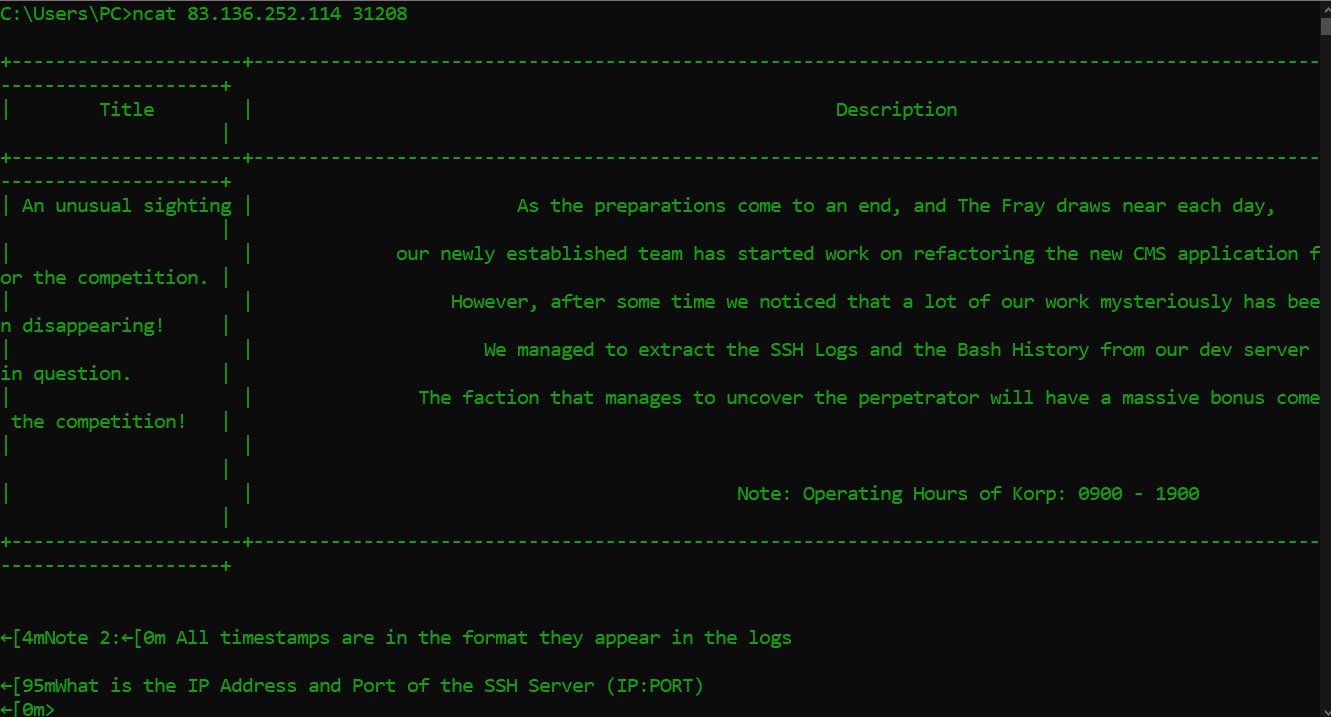 C:\Users\PC>ncat 83.136.252.114 31208
+---------------------+-------------------------------------------------------------------------------------------------
--------------------+
|        Title        |                                                     Description
                    |
+---------------------+-------------------------------------------------------------------------------------------------
--------------------+
| An unusual sighting |                        As the preparations come to an end, and The Fray draws near each day,
                    |
|                     |             our newly established team has started work on refactoring the new CMS application f
or the competition. |
|                     |                  However, after some time we noticed that a lot of our work mysteriously has bee
n disappearing!     |
|                     |                     We managed to extract the SSH Logs and the Bash History from our dev server
in question.        |
|                     |               The faction that manages to uncover the perpetrator will have a massive bonus come
 the competition!   |
|                     |
                    |
|                     |                                            Note: Operating Hours of Korp: 0900 - 1900
                    |
+---------------------+-------------------------------------------------------------------------------------------------
--------------------+
←[4mNote 2:←[0m All timestamps are in the format they appear in the logs
←[95mWhat is the IP Address and Port of the SSH Server (IP:PORT)
←[0m>